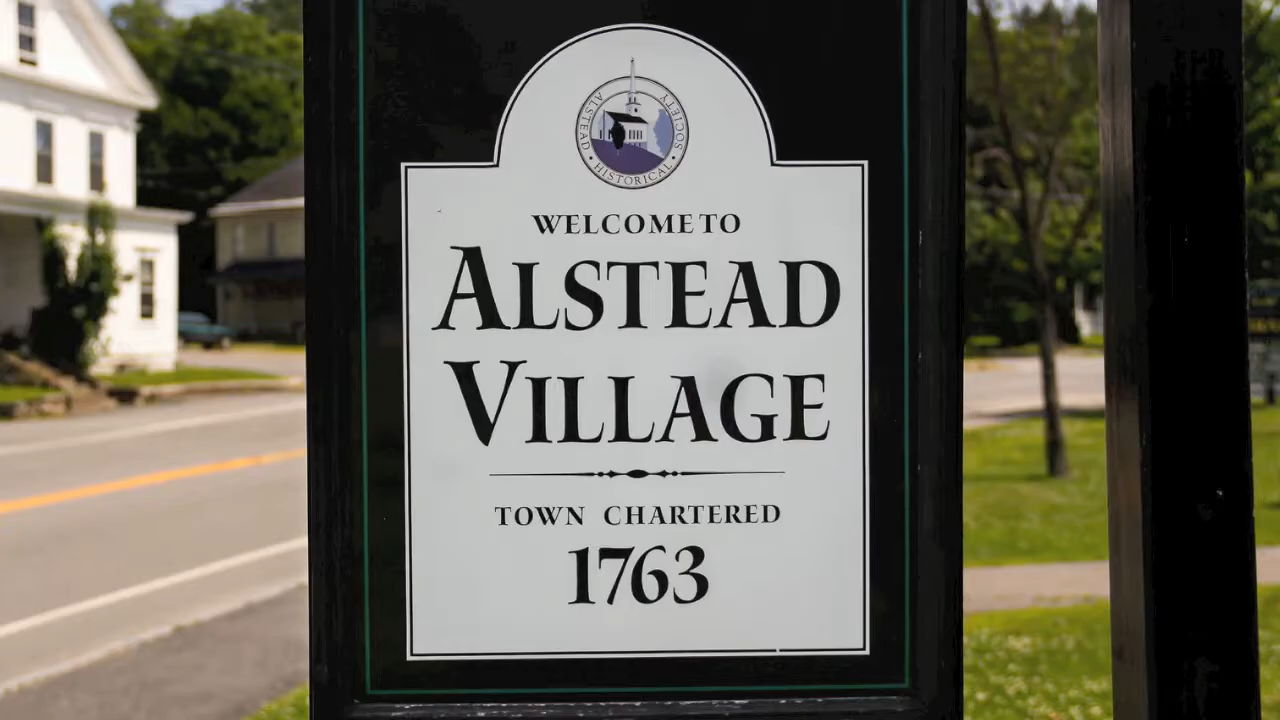 ALSTEAD HISTORICAL SOCIETY
WELCOME TO
ALSTEAD
VILLAGE
TOWN CHARTERED
1763